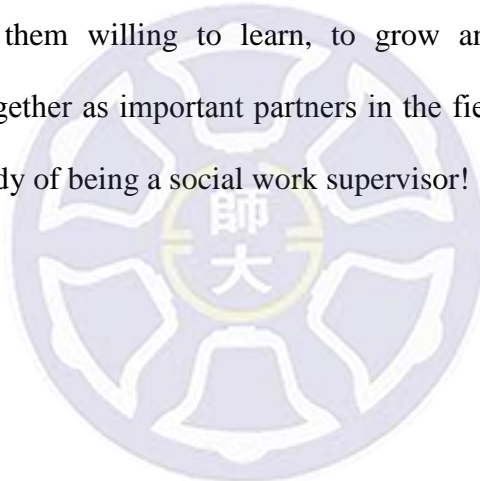 them willing to learn, to grow an
gether as important partners in the fie
dy of being a social work supervisor!
師
大